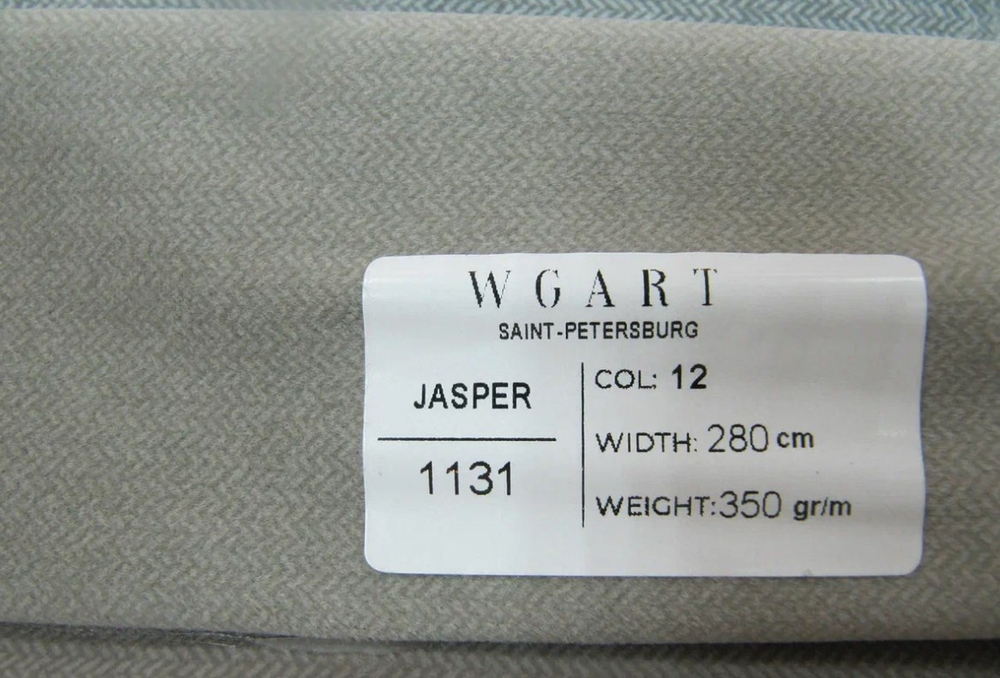 WGART
SAINT-PETERSBURG
JASPER
1131
COL: 12
WIDTH: 280 cm
WEIGHT:350 gr/m